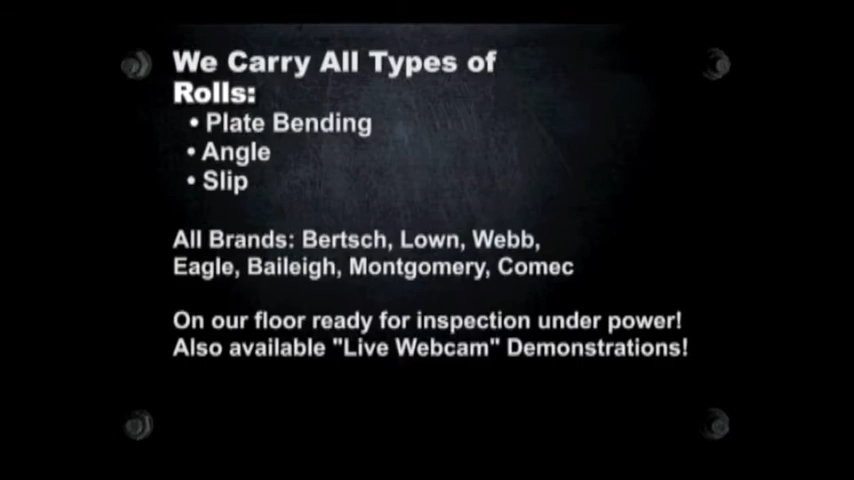 We Carry All Types of
Rolls:
• Plate Bending
• Angle
• Slip
All Brands: Bertsch, Lown, Webb,
Eagle, Baileigh, Montgomery, Comec
On our floor ready for inspection under power!
Also available "Live Webcam" Demonstrations!